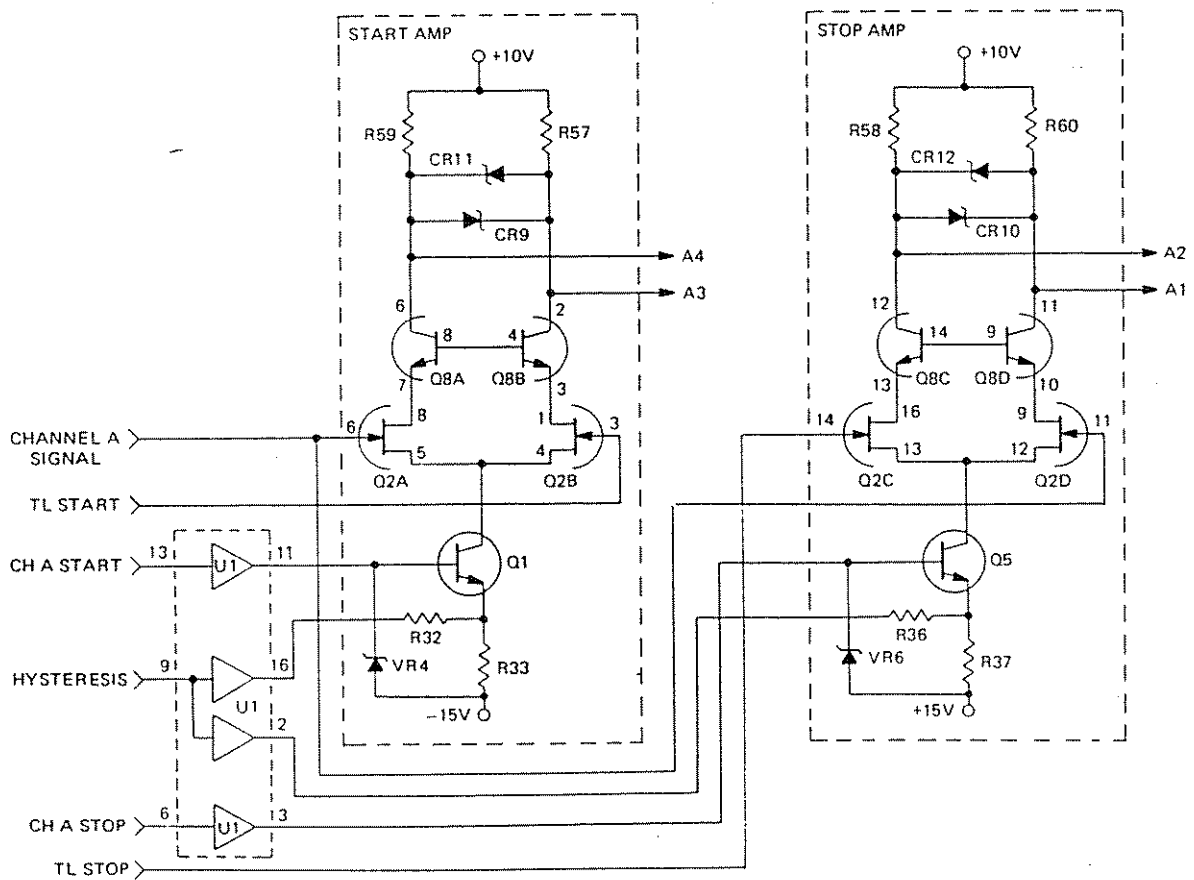 START AMP
STOP AMP
+10V
+10V
R59
R57
R58
R60
CR11
CR12
CR9
CR10
A4
A2
A3
A1
6
2
12
11
8
4
14
9
Q8A
Q8B
Q8C
Q8D
7
3
13
10
8
1
16
9
CHANNEL A
SIGNAL
6
3
14
11
5
4
13
12
Q2A
Q2B
Q2C
Q2D
TL START
CH A START
13
U1
11
Q1
Q5
R32
R36
HYSTERESIS
9
16
VR4
R33
VR6
R37
U1
2
-15V
+15V
CH A STOP
6
U1
3
TL STOP